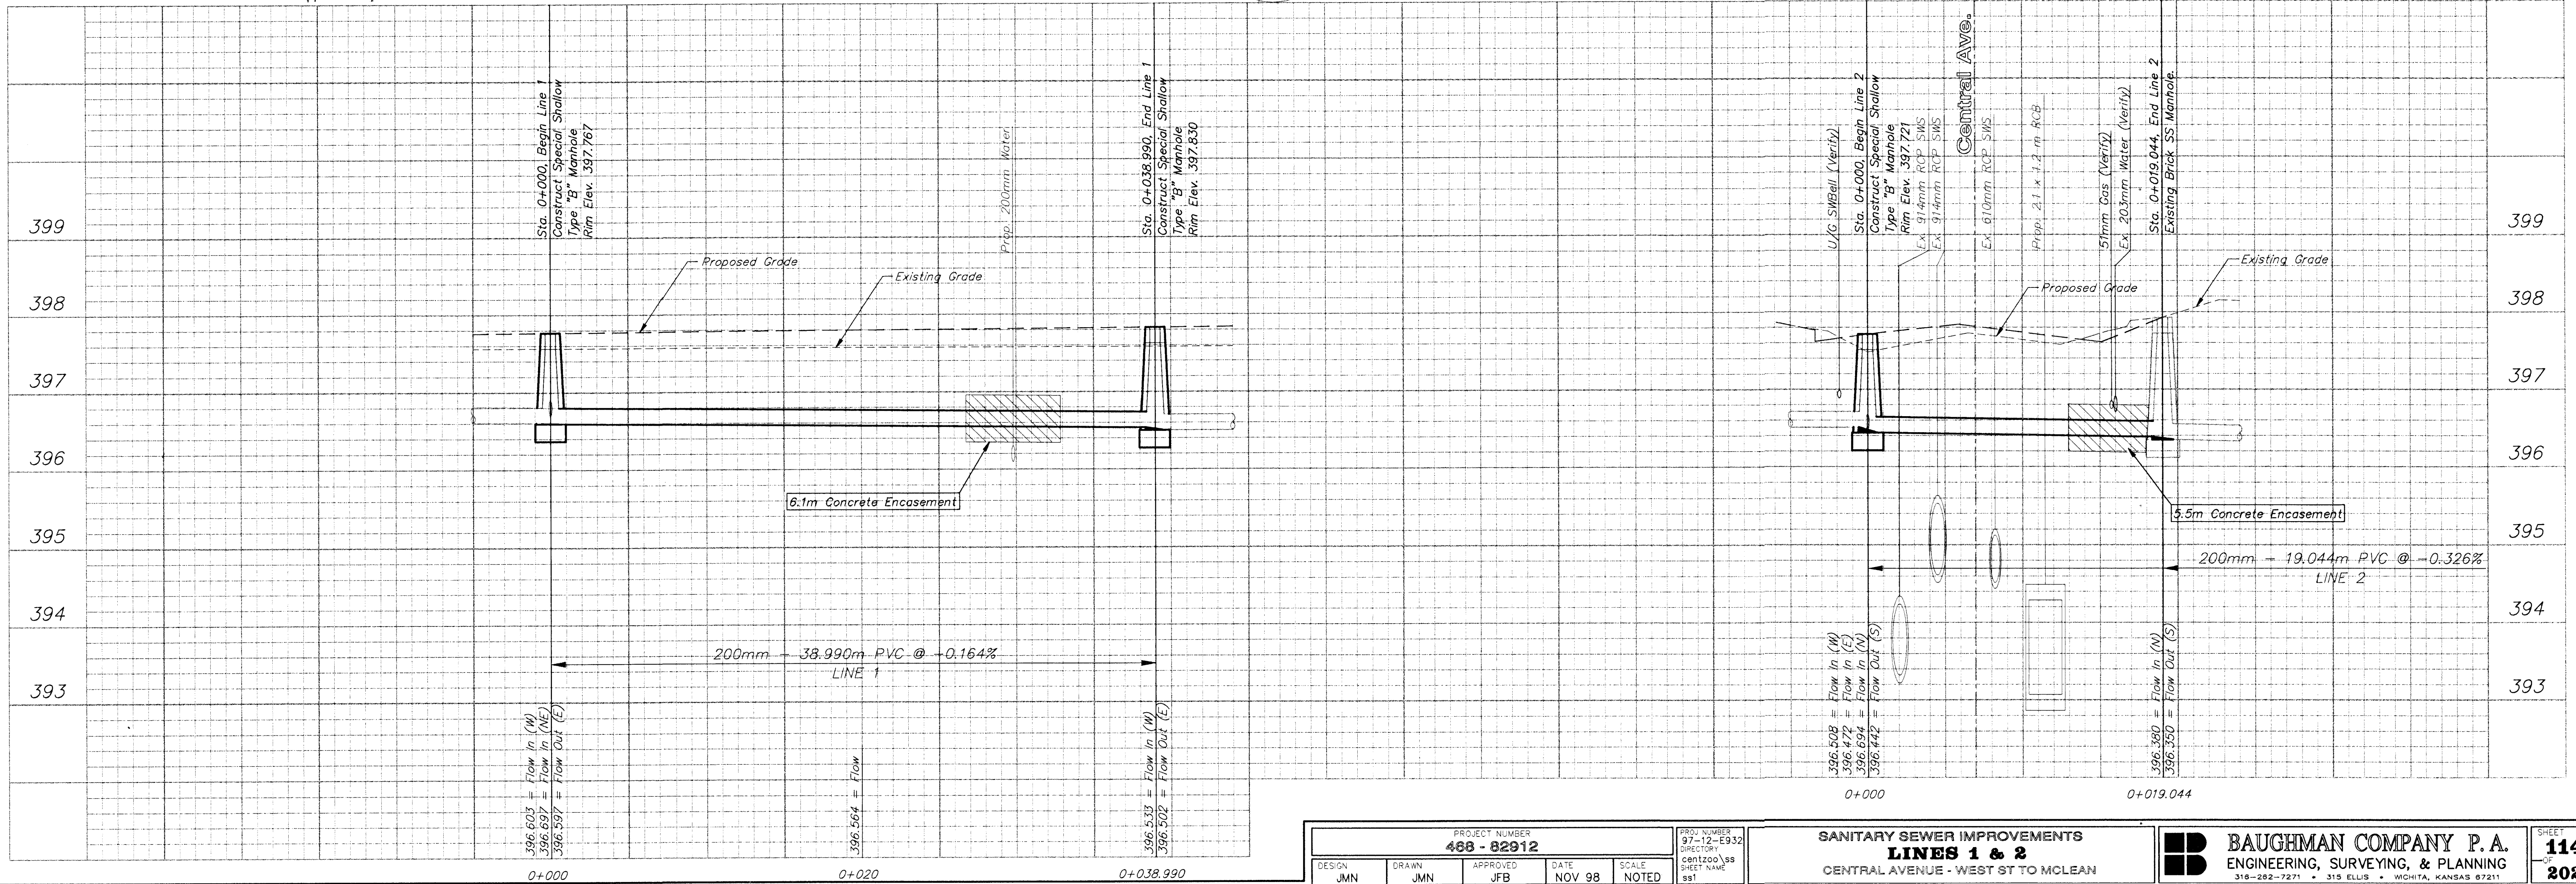 Sta. 0+000, Begin Line 1
Construct Special Shallow
Type "B" Manhole
Rim Elev. 397.767
Prop. 200mm Water
Sta. 0+038.990, End Line 1
Construct Special Shallow
Type "B" Manhole
Rim Elev. 397.830
U/G SWBell (Verify)
Sta. 0+000, Begin Line 2
Construct Special Shallow
Type "B" Manhole
Rim Elev. 397.721
Ex. 914mm RCP SWS
Ex. 914mm RCP SWS
Central Ave.
Ex. 610mm RCP SWS
Prop. 2.1 x 1.2 m RCB
51mm Gas (Verify)
Ex. 203mm Water (Verify)
Sta. 0+019.044, End Line 2
Existing Brick SS Manhole.
399
398
397
396
395
394
393
Proposed Grade
Existing Grade
6.1m Concrete Encasement
200mm - 38.990m PVC @ -0.164%
LINE 1
Proposed Grade
Existing Grade
5.5m Concrete Encasement
200mm - 19.044m PVC @ -0.326%
LINE 2
399
398
397
396
395
394
393
396.603 = Flow In (W)
396.697 = Flow In (NE)
396.597 = Flow Out (E)
396.564 = Flow
396.533 = Flow In (W)
396.502 = Flow Out (E)
396.508 = Flow In (W)
396.472 = Flow In (E)
396.694 = Flow In (N)
396.442 = Flow Out (S)
396.380 = Flow In (N)
396.350 = Flow Out (S)
0+000
0+020
0+038.990
0+000
0+019.044
PROJECT NUMBER
468 - 82912
DESIGN
JMN
DRAWN
JMN
APPROVED
JFB
DATE
NOV 98
SCALE
NOTED
PROJ NUMBER
97-12-E932
DIRECTORY
centzoo\ss
SHEET NAME
ss1
SANITARY SEWER IMPROVEMENTS
LINES 1 & 2
CENTRAL AVENUE - WEST ST TO MCLEAN
BAUGHMAN COMPANY P. A.
ENGINEERING, SURVEYING, & PLANNING
316-262-7271 • 315 ELLIS • WICHITA, KANSAS 67211
SHEET
114
OF